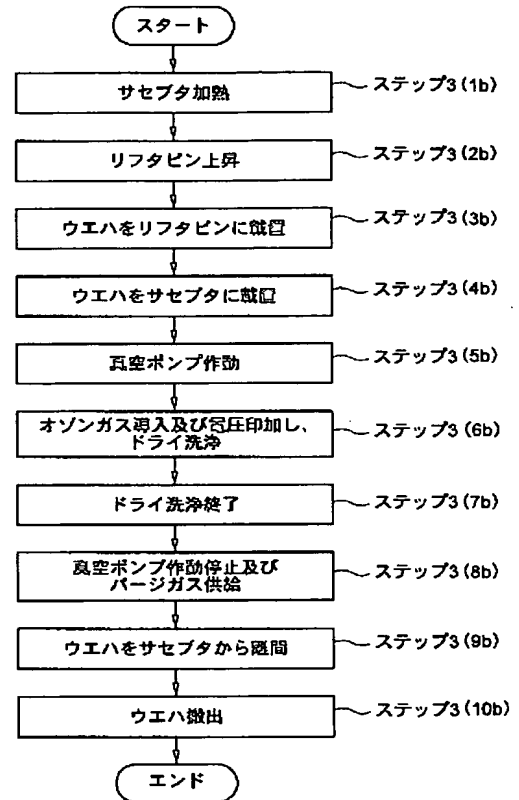 スタート
サセプタ加熱
ステップ3(1b)
リフタピン上昇
ステップ3(2b)
ウエハをリフタピンに載置
ステップ3(3b)
ウエハをサセプタに載置
ステップ3(4b)
真空ポンプ作動
ステップ3(5b)
オゾンガス導入及び電圧印加し、
ドライ洗浄
ステップ3(6b)
ドライ洗浄終了
ステップ3(7b)
真空ポンプ作動停止及び
パージガス供給
ステップ3(8b)
ウエハをサセプタから離間
ステップ3(9b)
ウエハ搬出
ステップ3(10b)
エンド